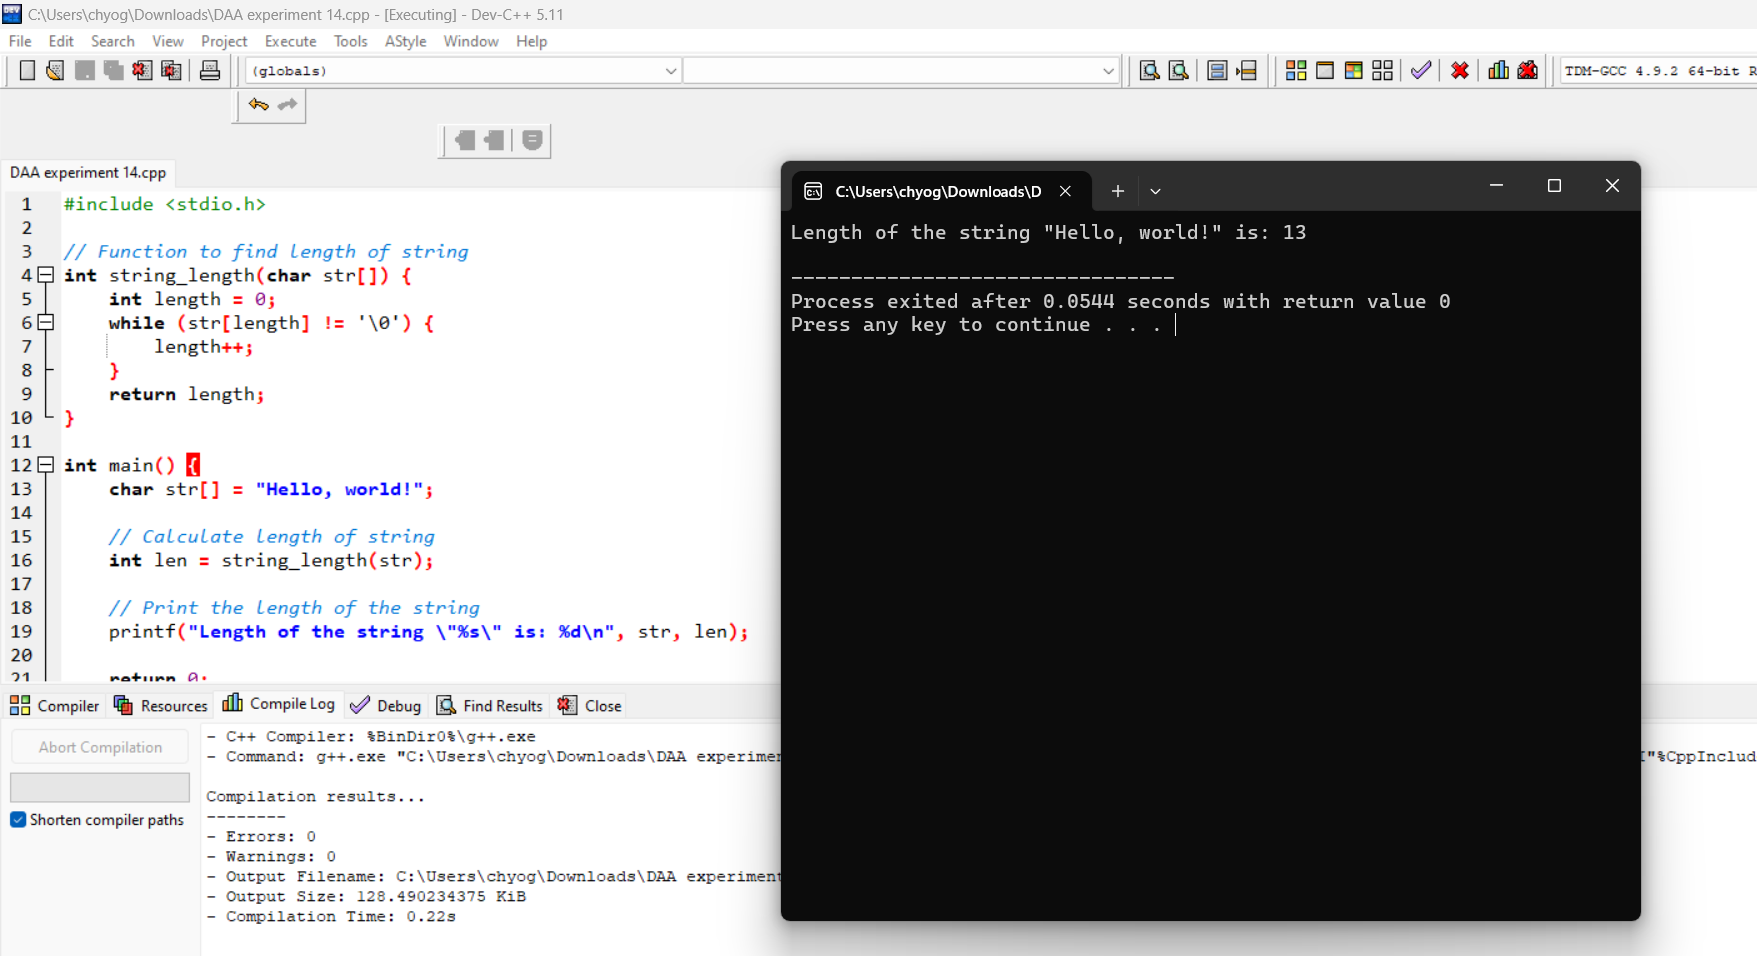 C:\Users\chyog\Downloads\DAA experiment 14.cpp - [Executing] - Dev-C++ 5.11
File Edit Search View Project Execute Tools AStyle Window Help
(globals)
TDM-GCC 4.9.2 64-bit R
DAA experiment 14.cpp
1 #include <stdio.h>
2
3 // Function to find length of string
4 int string_length(char str[]) {
5 int length = 0;
6 while (str[length] != '\0') {
7 length++;
8 }
9 return length;
10 }
11
12 int main() {
13 char str[] = "Hello, world!";
14
15 // Calculate length of string
16 int len = string_length(str);
17
18 // Print the length of the string
19 printf("Length of the string \"%s\" is: %d\n", str, len);
20
21 return 0;
C:\Users\chyog\Downloads\D
Length of the string "Hello, world!" is: 13
--------------------------------
Process exited after 0.0544 seconds with return value 0
Press any key to continue . . .
Compiler Resources Compile Log Debug Find Results Close
Abort Compilation
Shorten compiler paths
- C++ Compiler: %BinDir0%\g++.exe
- Command: g++.exe "C:\Users\chyog\Downloads\DAA experimen I"%CppInclud
Compilation results...
--------
- Errors: 0
- Warnings: 0
- Output Filename: C:\Users\chyog\Downloads\DAA experiment
- Output Size: 128.490234375 KiB
- Compilation Time: 0.22s